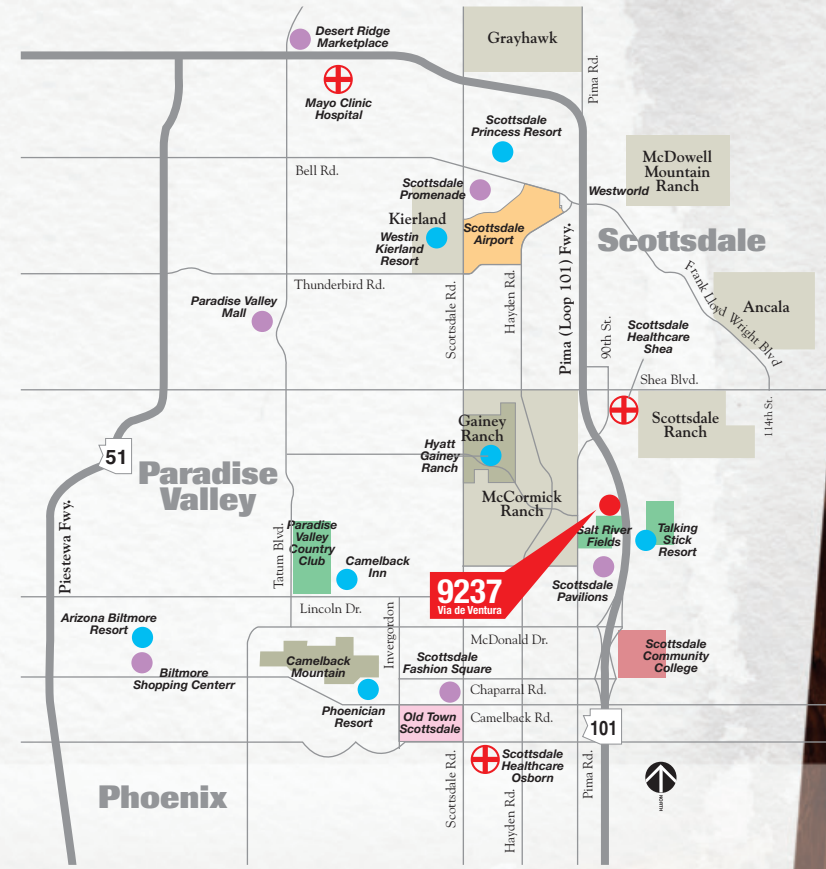 Desert Ridge
Marketplace
Grayhawk
Pima Rd.
Mayo Clinic
Hospital
Scottsdale
Princess Resort
Bell Rd.
McDowell
Mountain
Ranch
Scottsdale
Promenade
Westworld
Kierland
Westin
Kierland
Resort
Scottsdale
Airport
Scottsdale
Thunderbird Rd.
Paradise Valley
Mall
Scottsdale Rd.
Hayden Rd.
Pima (Loop 101) Fwy.
90th St.
Frank Lloyd Wright Blvd
Ancala
Scottsdale
Healthcare
Shea
Shea Blvd.
114th St.
Scottsdale
Ranch
Gainey
Ranch
Hyatt
Gainey
Ranch
51
Paradise
Valley
McCormick
Ranch
Piestewa Fwy.
Tatum Blvd.
Paradise
Valley
Country
Club
Salt River
Fields
Talking
Stick
Resort
Camelback
Inn
9237
Via de Ventura
Scottsdale
Pavilions
Lincoln Dr.
Invergordon
Arizona Biltmore
Resort
McDonald Dr.
Biltmore
Shopping Centerr
Camelback
Mountain
Scottsdale
Fashion Square
Scottsdale
Community
College
Chaparral Rd.
Phoenician
Resort
Old Town
Scottsdale
Camelback Rd.
101
Scottsdale
Healthcare
Osborn
Scottsdale Rd.
Hayden Rd.
Pima Rd.
NORTH
Phoenix